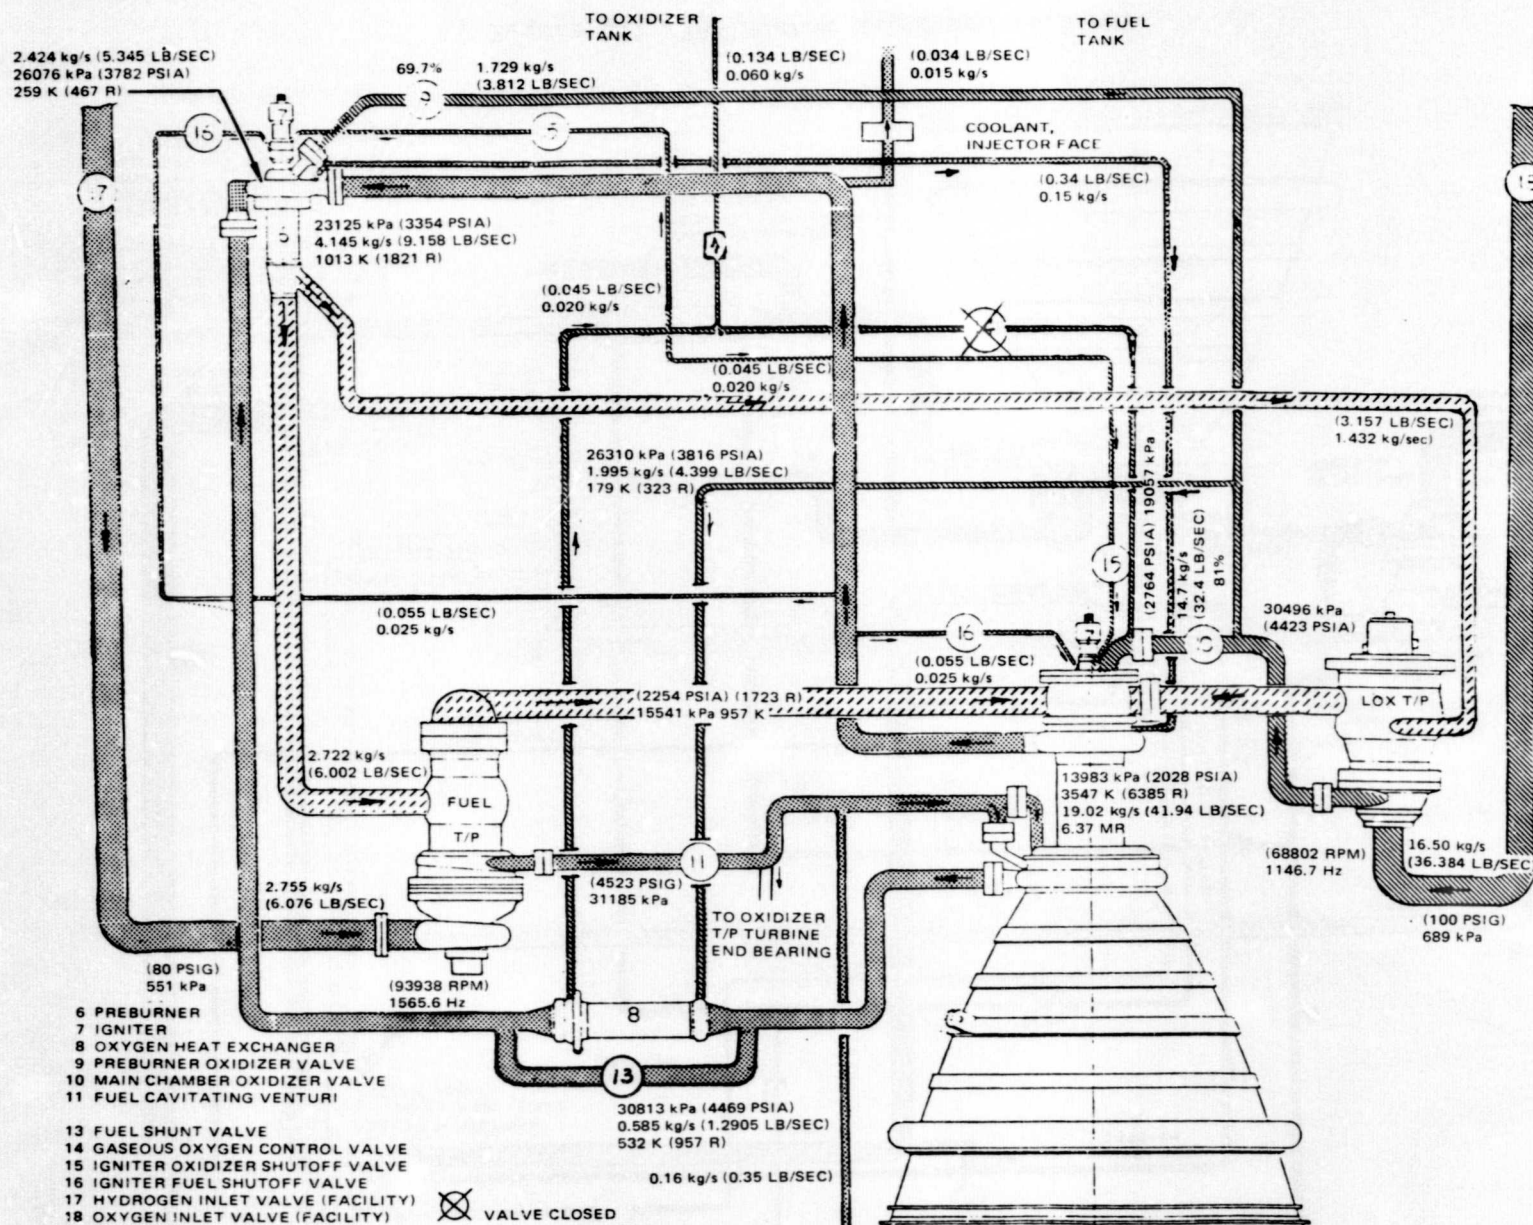 TO OXIDIZER
TANK
TO FUEL
TANK
2.424 kg/s (5.345 LB/SEC)
26076 kPa (3782 PSIA)
259 K (467 R)
69.7%
1.729 kg/s
(3.812 LB/SEC)
9
(0.134 LB/SEC)
0.060 kg/s
(0.034 LB/SEC)
0.015 kg/s
16
7
COOLANT,
INJECTOR FACE
(0.34 LB/SEC)
0.15 kg/s
17
6
23125 kPa (3354 PSIA)
4.145 kg/s (9.158 LB/SEC)
1013 K (1821 R)
(0.045 LB/SEC)
0.020 kg/s
(0.045 LB/SEC)
0.020 kg/s
(3.157 LB/SEC)
1.432 kg/sec)
26310 kPa (3816 PSIA)
1.995 kg/s (4.399 LB/SEC)
179 K (323 R)
15
(2764 PSIA) 19057 kPa
14.7 kg/s
(32.4 LB/SEC)
81%
(0.055 LB/SEC)
0.025 kg/s
16
7
(0.055 LB/SEC)
0.025 kg/s
30496 kPa
(4423 PSIA)
(2254 PSIA) (1723 R)
15541 kPa 957 K
LOX T/P
2.722 kg/s
(6.002 LB/SEC)
FUEL
T/P
13983 kPa (2028 PSIA)
3547 K (6385 R)
19.02 kg/s (41.94 LB/SEC)
6.37 MR
11
(4523 PSIG)
31185 kPa
(68802 RPM)
1146.7 Hz
16.50 kg/s
(36.384 LB/SEC
2.755 kg/s
(6.076 LB/SEC)
TO OXIDIZER
T/P TURBINE
END BEARING
(100 PSIG)
689 kPa
(80 PSIG)
551 kPa
(93938 RPM)
1565.6 Hz
8
13
30813 kPa (4469 PSIA)
0.585 kg/s (1.2905 LB/SEC)
532 K (957 R)
0.16 kg/s (0.35 LB/SEC)
6 PREBURNER
7 IGNITER
8 OXYGEN HEAT EXCHANGER
9 PREBURNER OXIDIZER VALVE
10 MAIN CHAMBER OXIDIZER VALVE
11 FUEL CAVITATING VENTURI
13 FUEL SHUNT VALVE
14 GASEOUS OXYGEN CONTROL VALVE
15 IGNITER OXIDIZER SHUTOFF VALVE
16 IGNITER FUEL SHUTOFF VALVE
17 HYDROGEN INLET VALVE (FACILITY)
18 OXYGEN INLET VALVE (FACILITY)
VALVE CLOSED